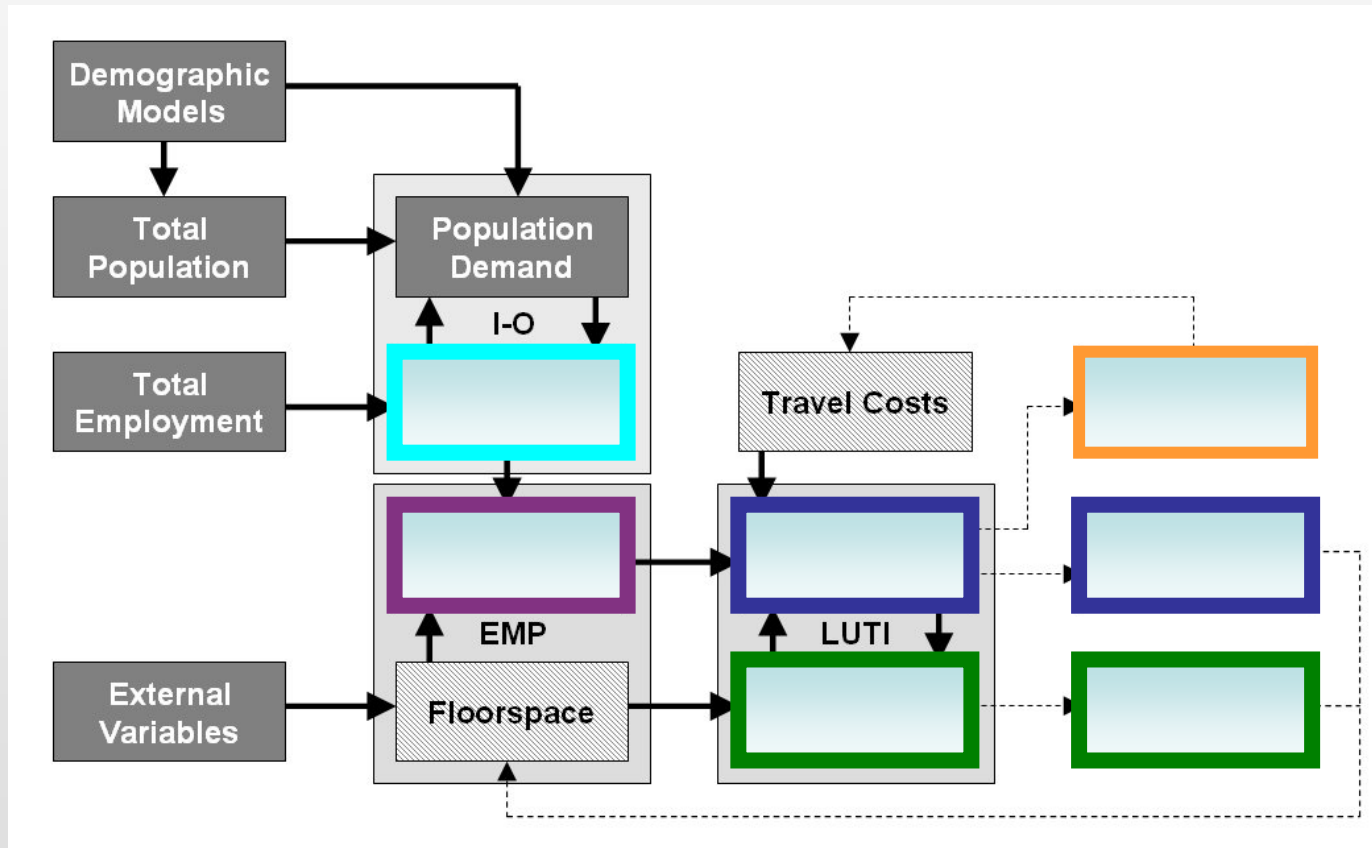 Demographic
Models
Total
Population
Population
Demand
I-O
Total
Employment
Travel Costs
EMP
LUTI
External
Variables
Floorspace